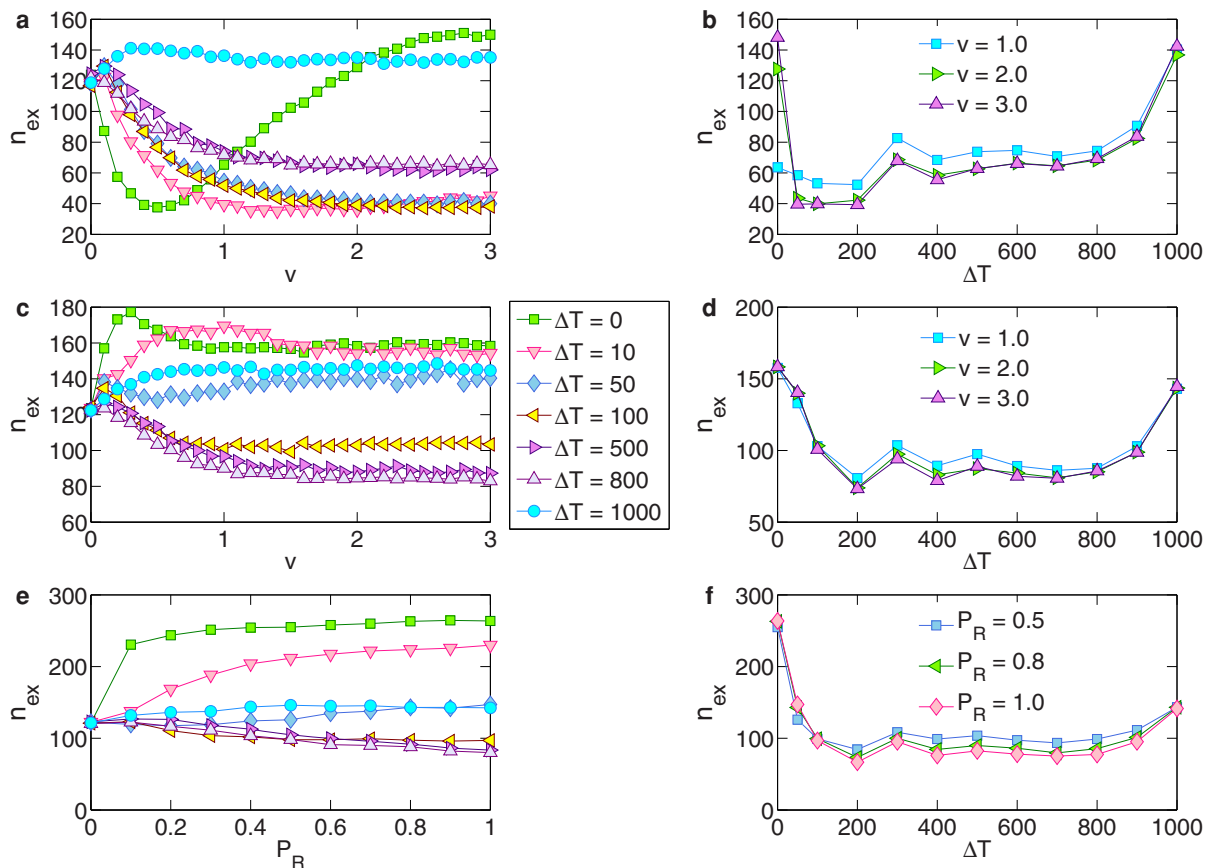 a
160
140
120
100
80
60
40
20
n_ex
0
1
2
3
v
b
160
140
120
100
80
60
40
20
n_ex
v = 1.0
v = 2.0
v = 3.0
0
200
400
600
800
1000
ΔT
c
180
160
140
120
100
80
60
n_ex
0
1
2
3
v
ΔT = 0
ΔT = 10
ΔT = 50
ΔT = 100
ΔT = 500
ΔT = 800
ΔT = 1000
d
200
150
100
50
n_ex
v = 1.0
v = 2.0
v = 3.0
0
200
400
600
800
1000
ΔT
e
300
200
100
0
n_ex
0
0.2
0.4
0.6
0.8
1
P_R
f
300
200
100
0
n_ex
P_R = 0.5
P_R = 0.8
P_R = 1.0
0
200
400
600
800
1000
ΔT